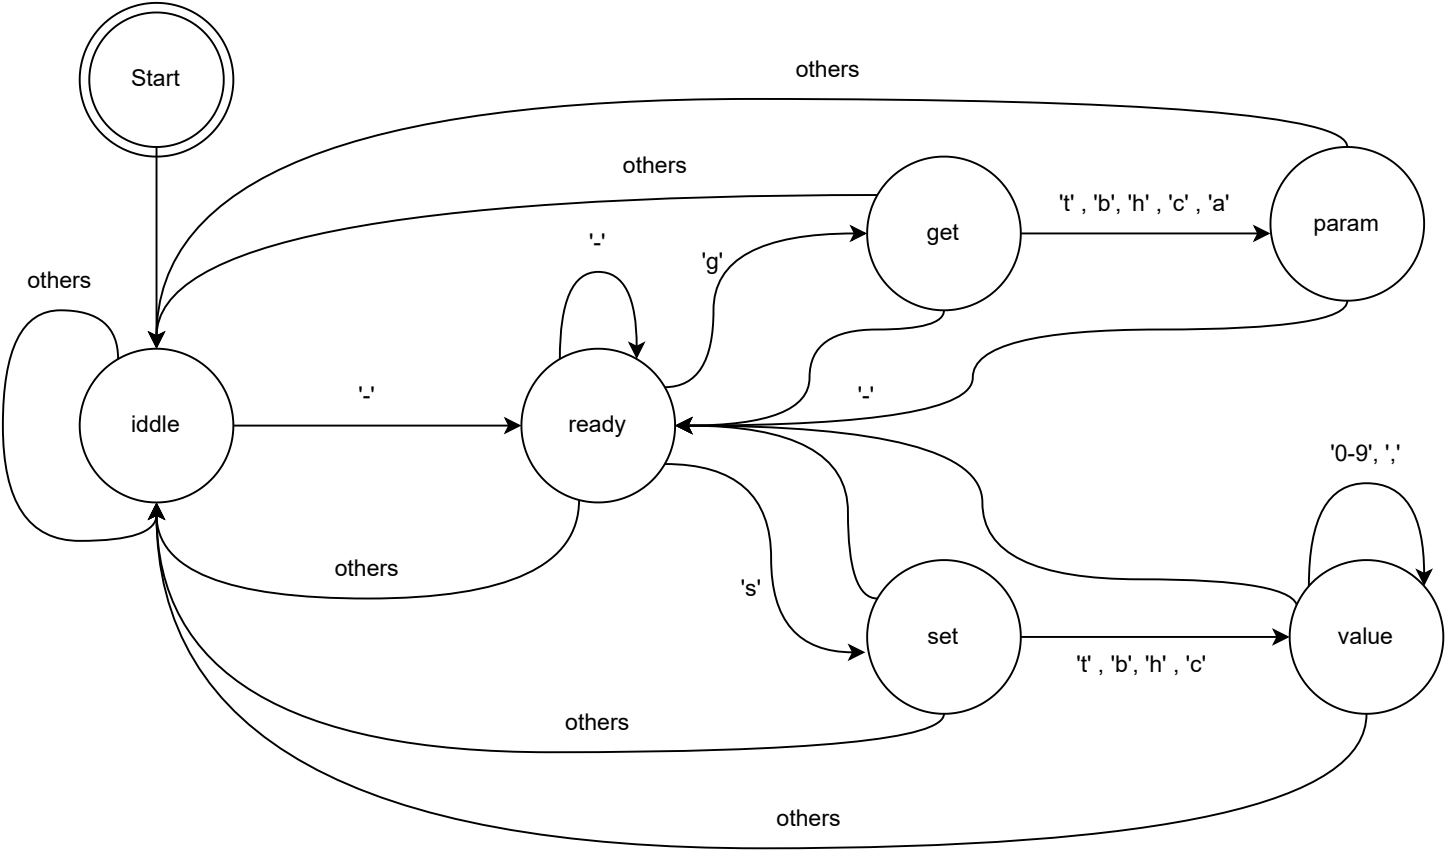 Start
others
others
'-'
'g'
get
't' , 'b', 'h' , 'c' , 'a'
param
others
iddle
'-'
ready
'-'
'0-9', ','
others
's'
set
't' , 'b', 'h' , 'c'
value
others
others